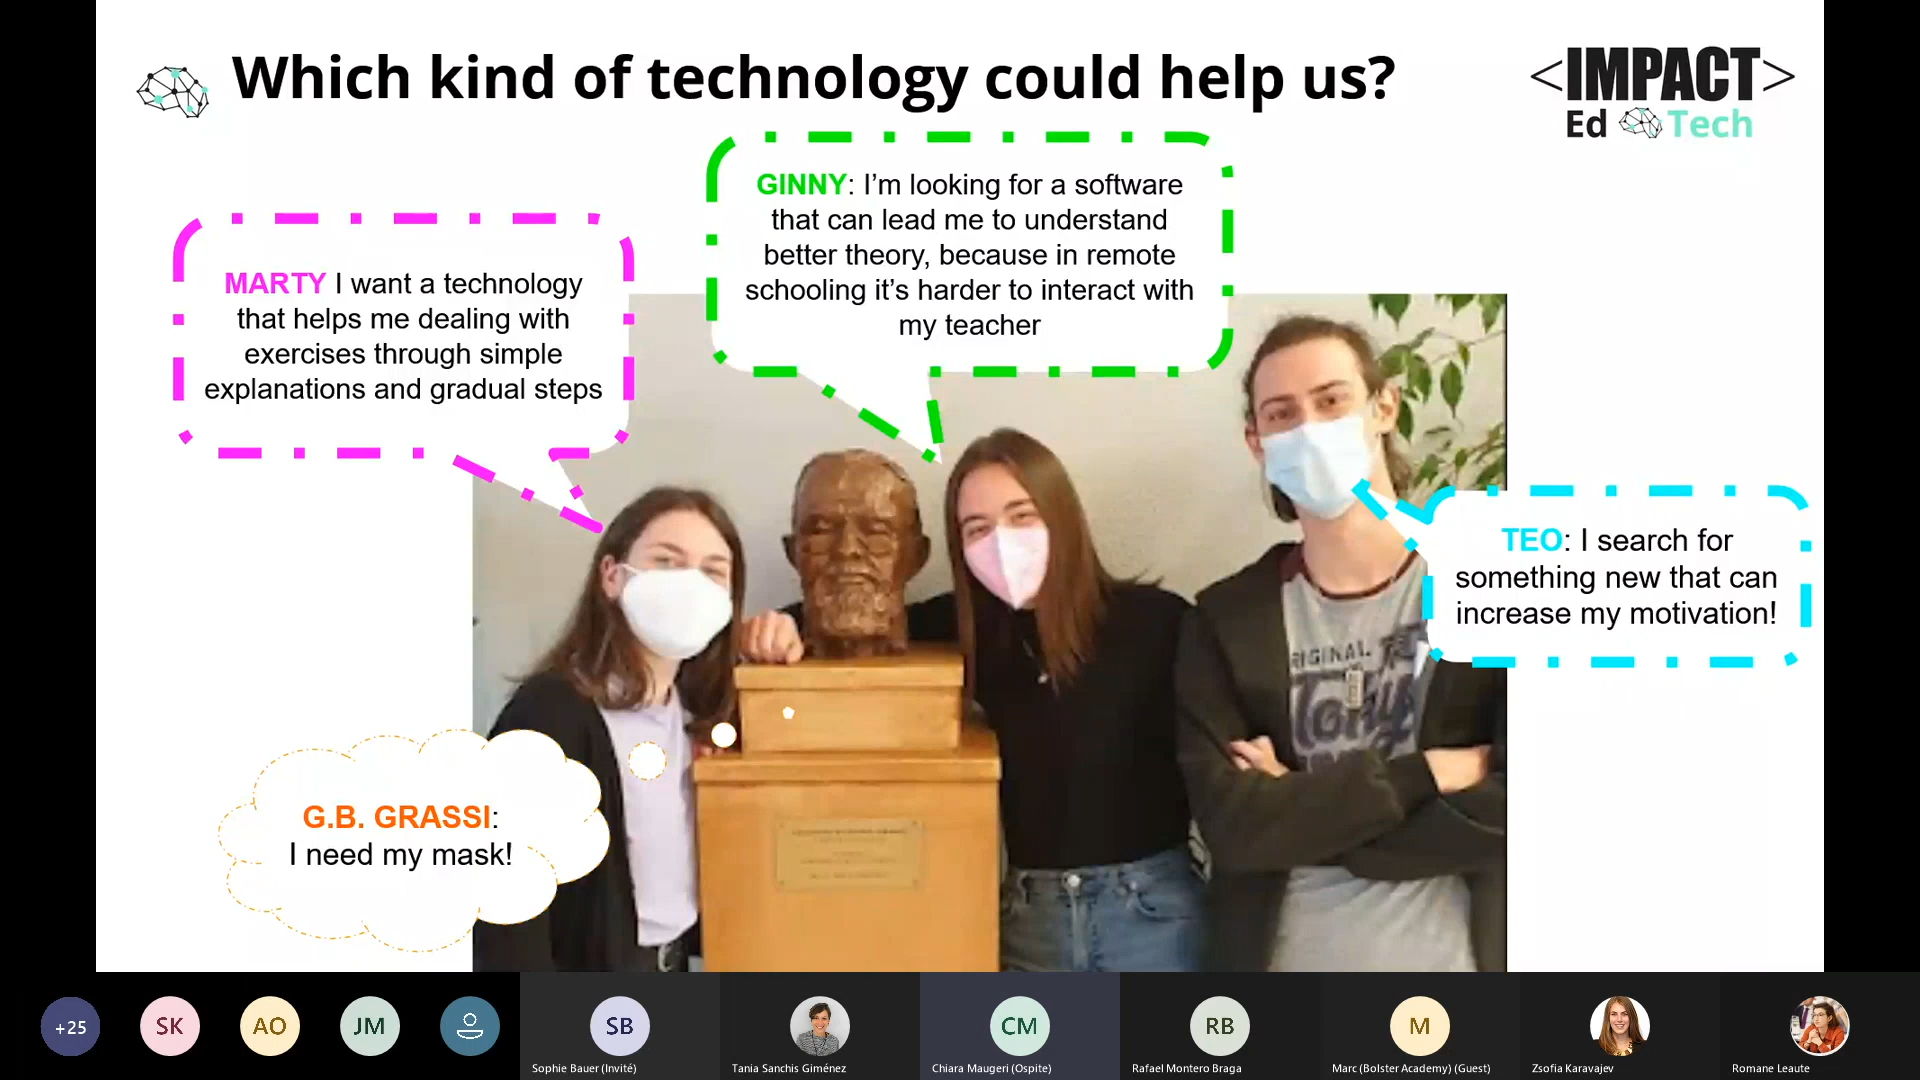 Which kind of technology could help us?
<IMPACT>
Ed Tech
GINNY: I’m looking for a software
that can lead me to understand
better theory, because in remote
schooling it’s harder to interact with
my teacher
MARTY I want a technology
that helps me dealing with
exercises through simple
explanations and gradual steps
TEO: I search for
something new that can
increase my motivation!
RIGINAL
G.B. GRASSI:
I need my mask!
+25
SK
AO
JM
SB
Sophie Bauer (Invité)
Tania Sanchis Giménez
CM
Chiara Maugeri (Ospite)
RB
Rafael Montero Braga
M
Marc (Bolster Academy) (Guest)
Zsofia Karavajev
Romane Leaute